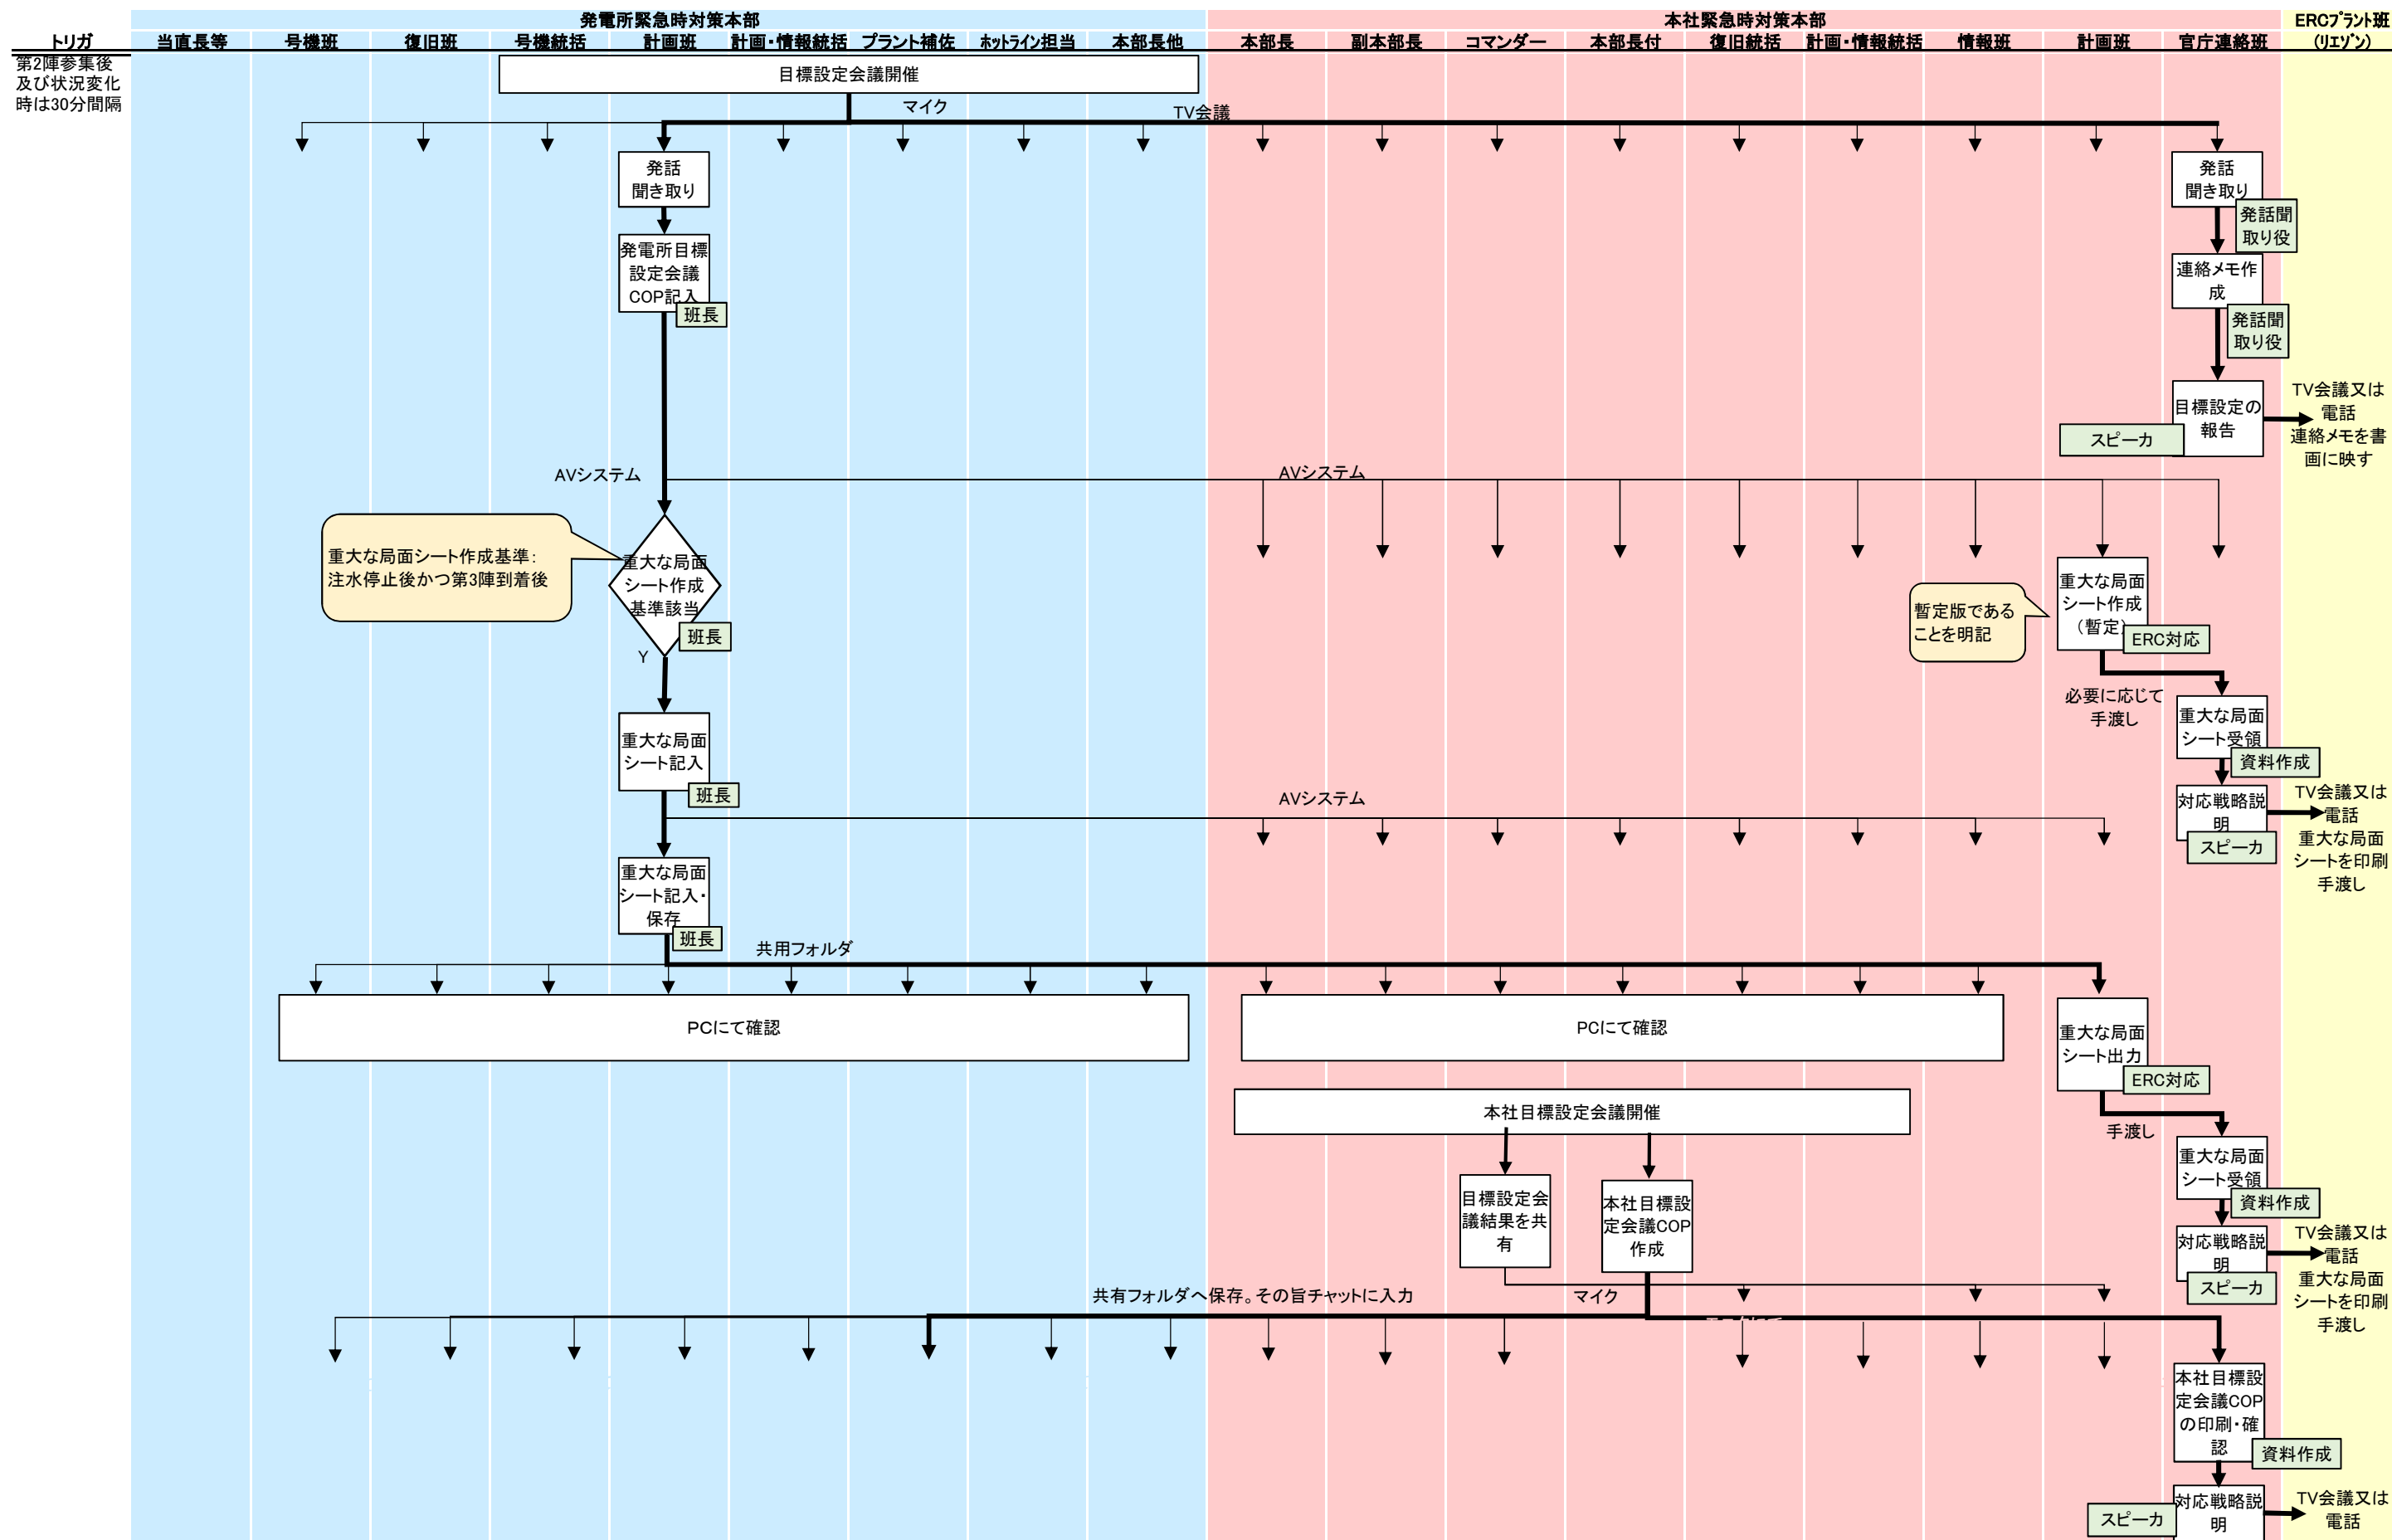 発電所緊急時対策本部
本社緊急時対策本部
ERCﾌﾟﾗﾝﾄ班
トリガ
当直長等
号機班
復旧班
号機統括
計画班
計画・情報統括
プラント補佐
ﾎｯﾄﾗｲﾝ担当
本部長他
本部長
副本部長
コマンダー
本部長付
復旧統括
計画・情報統括
情報班
計画班
官庁連絡班
(ﾘｴｿﾞﾝ)
第2陣参集後
及び状況変化
時は30分間隔
目標設定会議開催
マイク
TV会議
発話
聞き取り
発話
聞き取り
発話聞
取り役
発電所目標
設定会議
COP記入
班長
連絡メモ作
成
発話聞
取り役
目標設定の
報告
スピーカ
TV会議又は
電話
連絡メモを書
画に映す
AVシステム
AVシステム
重大な局面シート作成基準：
注水停止後かつ第3陣到着後
重大な局面
シート作成
基準該当
班長
Y
暫定版である
ことを明記
重大な局面
シート作成
（暫定）
ERC対応
必要に応じて
手渡し
重大な局面
シート受領
資料作成
重大な局面
シート記入
班長
AVシステム
対応戦略説
明
スピーカ
TV会議又は
電話
重大な局面
シートを印刷
手渡し
重大な局面
シート記入・
保存
班長
共用フォルダ
PCにて確認
PCにて確認
重大な局面
シート出力
ERC対応
本社目標設定会議開催
手渡し
重大な局面
シート受領
資料作成
目標設定会
議結果を共
有
本社目標設
定会議COP
作成
対応戦略説
明
スピーカ
TV会議又は
電話
重大な局面
シートを印刷
手渡し
共有フォルダへ保存。その旨チャットに入力
マイク
本社目標設
定会議COP
の印刷・確
認
資料作成
対応戦略説
明
スピーカ
TV会議又は
電話